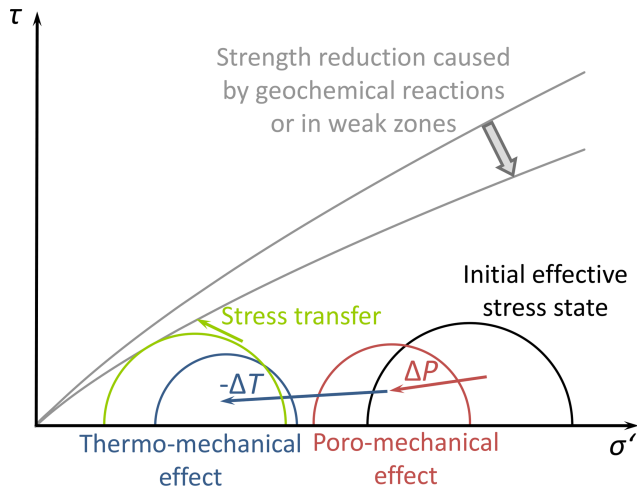 τ
Strength reduction caused
by geochemical reactions
or in weak zones
Initial effective
stress state
Stress transfer
-ΔT
ΔP
Thermo-mechanical
effect
Poro-mechanical
effect
σ‘